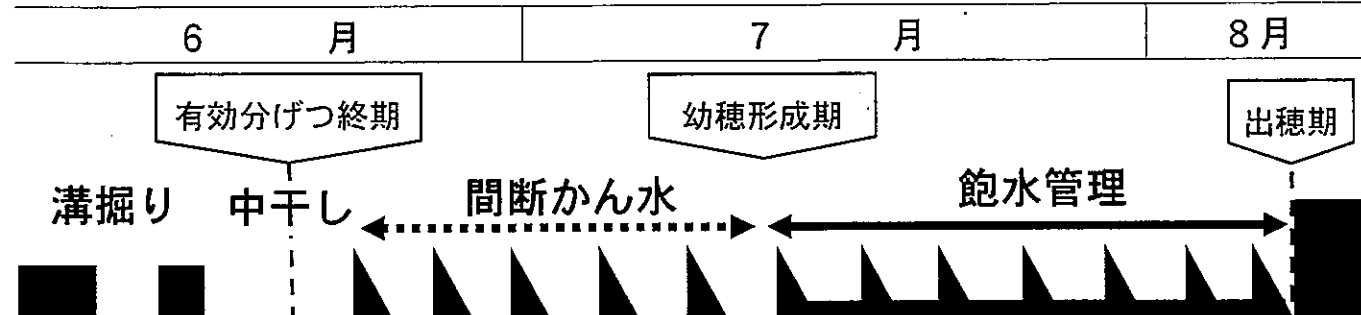 6 月 7 月 8月
有効分げつ終期 幼穂形成期 出穂期
溝掘り 中干し 間断かん水 飽水管理